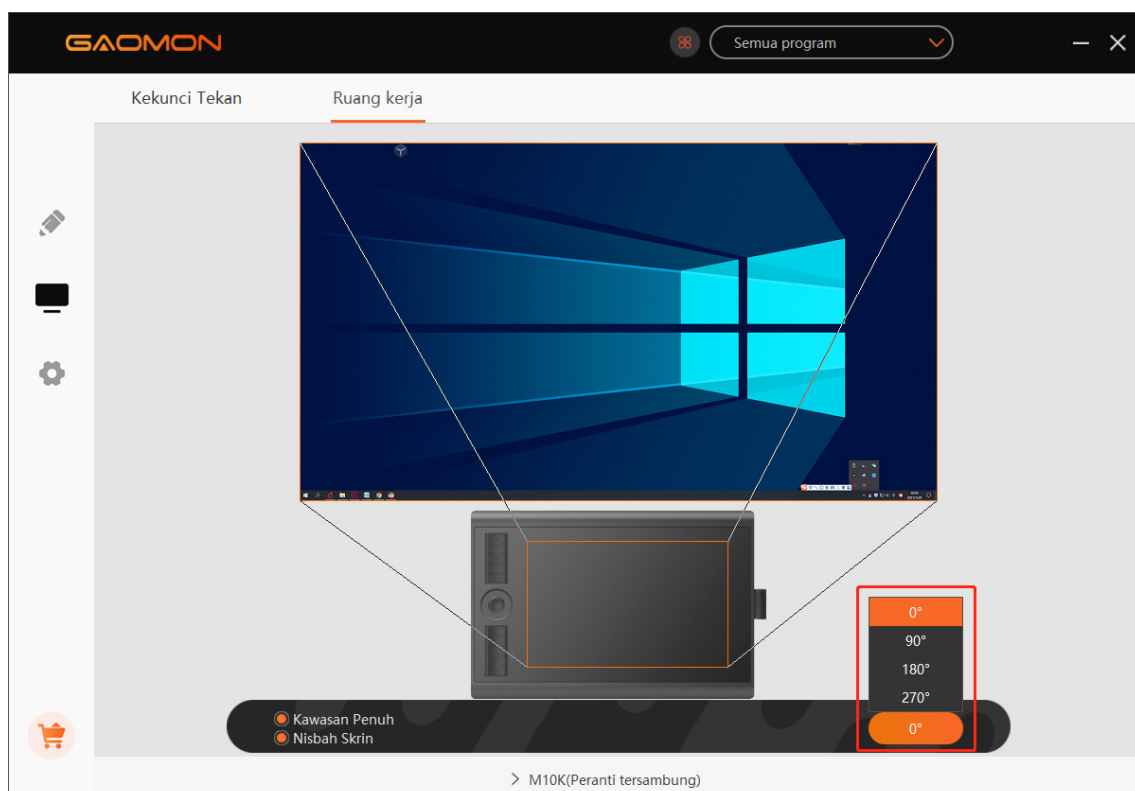 GAOMON
Semua program
Kekunci Tekan
Ruang kerja
0°
90°
180°
270°
0°
Kawasan Penuh
Nisbah Skrin
M10K(Peranti tersambung)